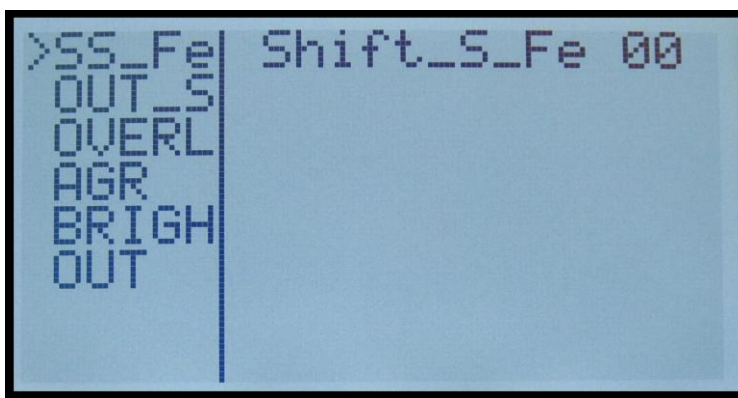 >SS_Fe Shift_S_Fe 00
OUT_S
OVERL
AGR
BRIGH
OUT